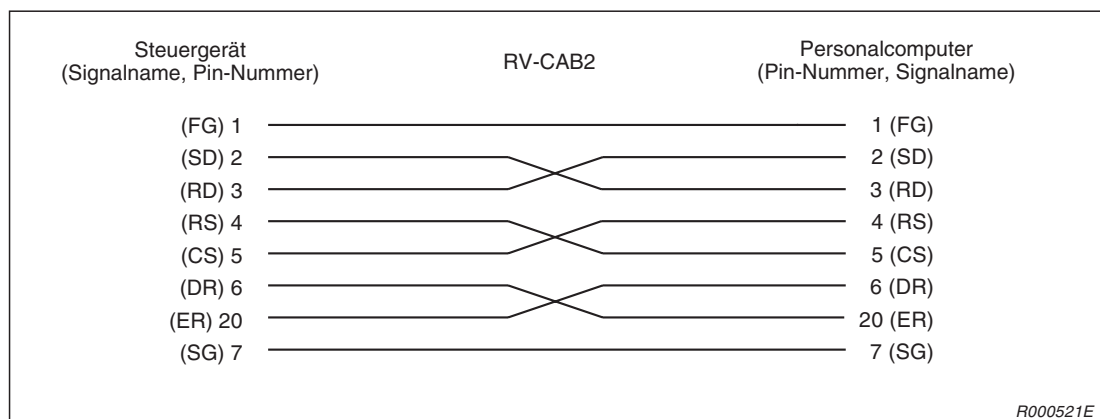 Steuergerät
(Signalname, Pin-Nummer)
RV-CAB2
Personalcomputer
(Pin-Nummer, Signalname)
(FG) 1 1 (FG)
(SD) 2 2 (SD)
(RD) 3 3 (RD)
(RS) 4 4 (RS)
(CS) 5 5 (CS)
(DR) 6 6 (DR)
(ER) 20 20 (ER)
(SG) 7 7 (SG)
R000521E